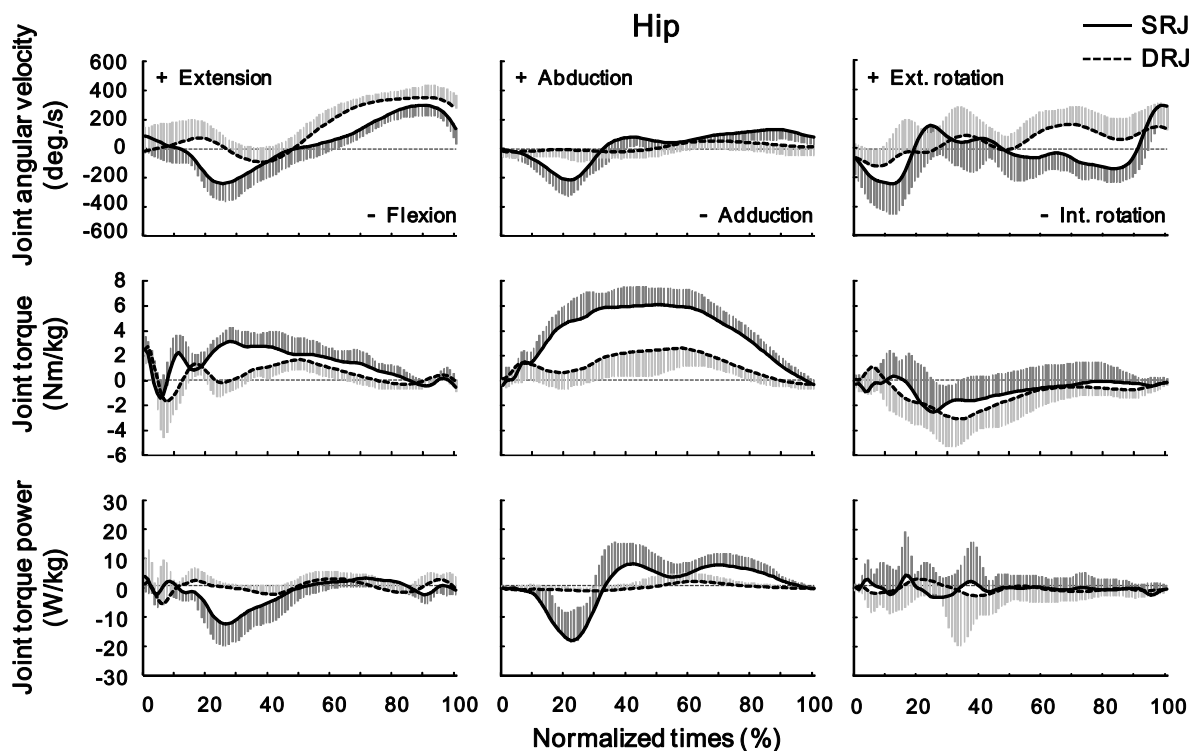 Hip
SRJ
DRJ
Joint angular velocity
(deg./s)
600
400
200
0
-200
-400
-600
+ Extension
- Flexion
+ Abduction
- Adduction
+ Ext. rotation
- Int. rotation
Joint torque
(Nm/kg)
8
6
4
2
0
-2
-4
-6
Joint torque power
(W/kg)
30
20
10
0
-10
-20
-30
0 20 40 60 80 100
0 20 40 60 80 100
0 20 40 60 80 100
Normalized times (%)